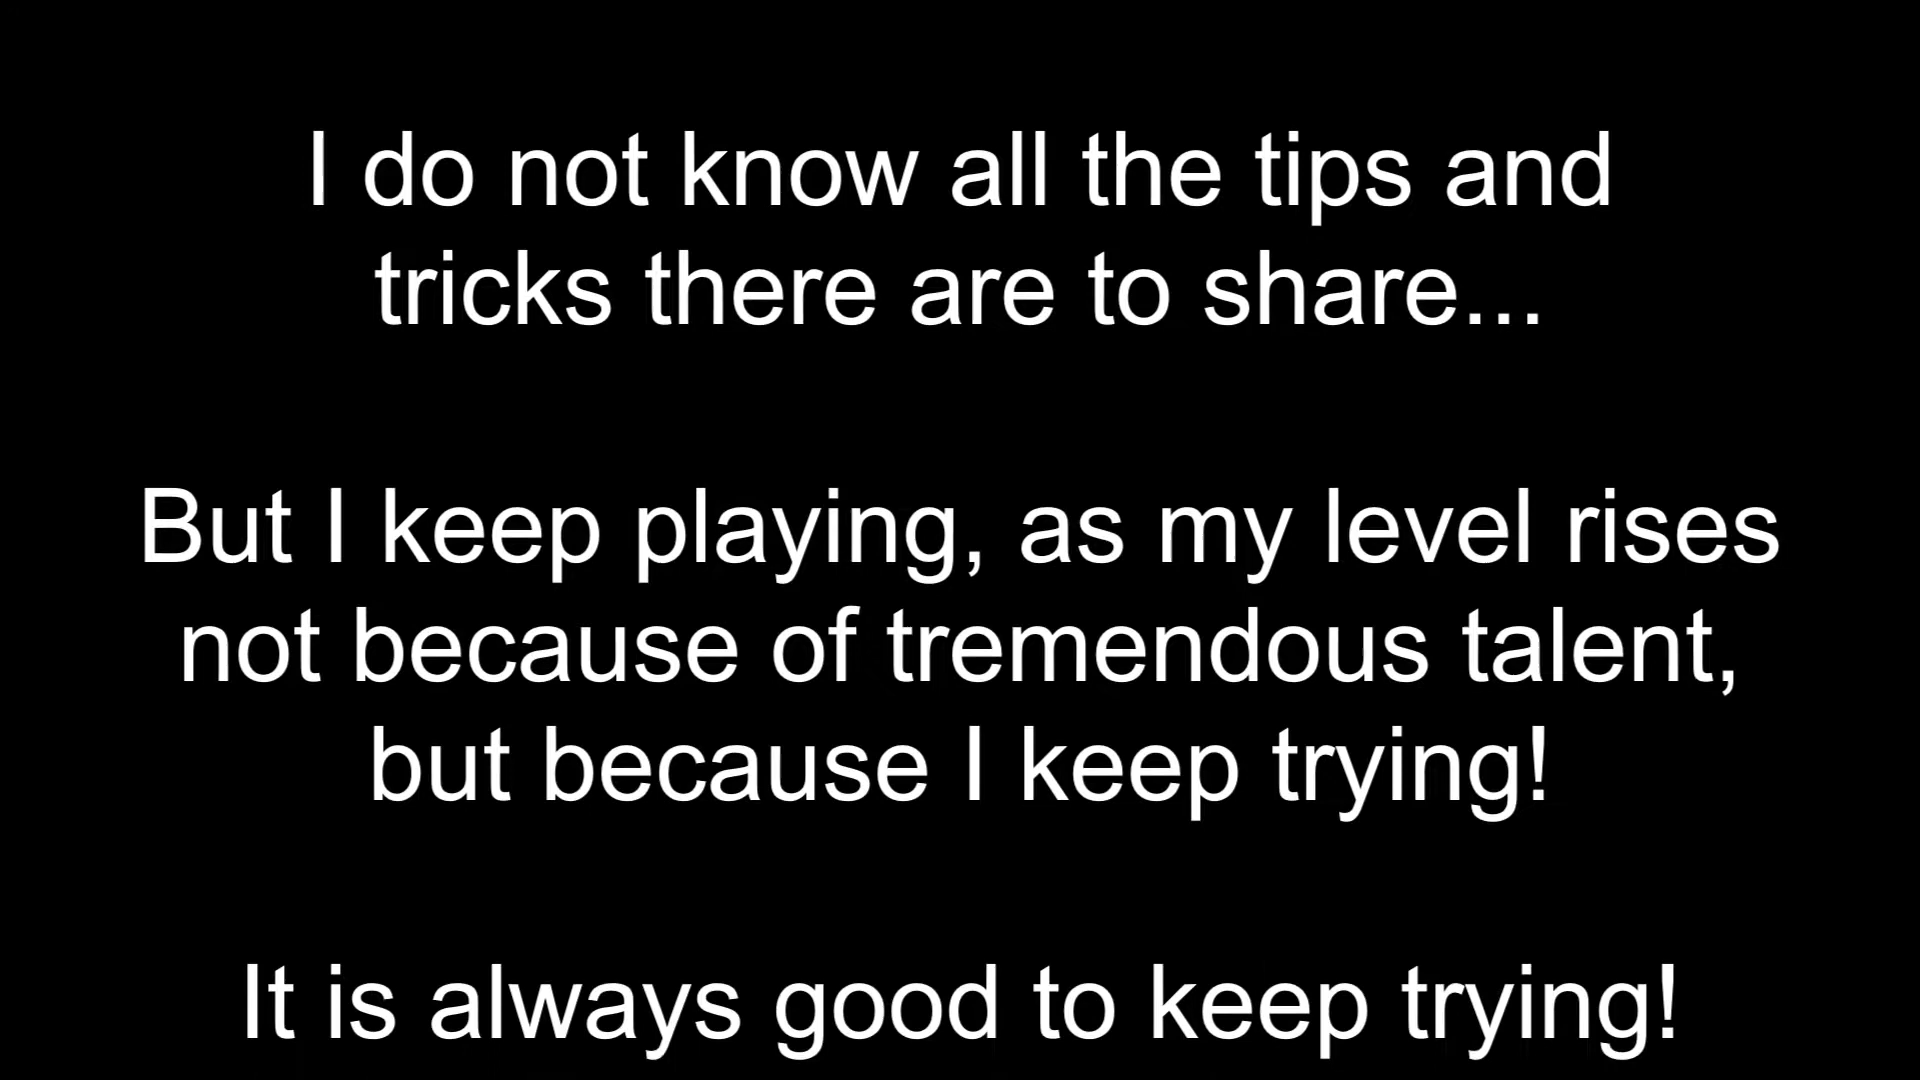 I do not know all the tips and
tricks there are to share...
But I keep playing, as my level rises
not because of tremendous talent,
but because I keep trying!
It is always good to keep trying!